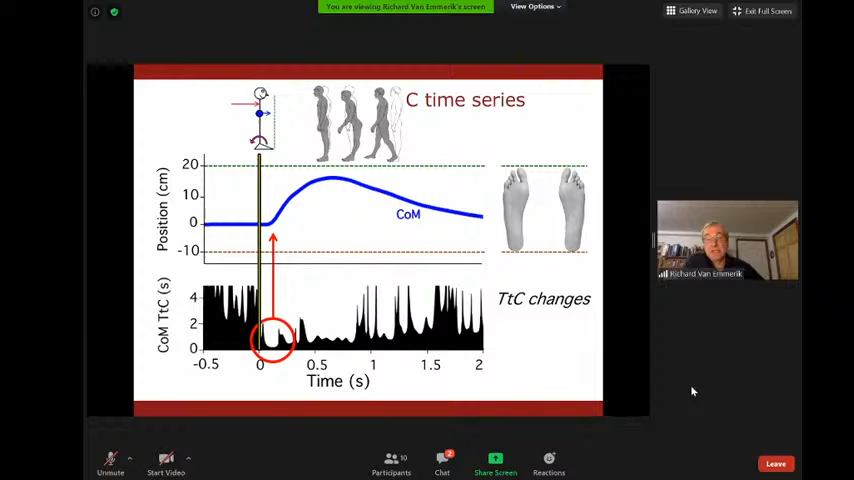 You are viewing Richard Van Emmerik's screen
View Options
Gallery View
Exit Full Screen
C time series
20
10
0
-10
Position (cm)
CoM
4
2
0
CoM TtC (s)
TtC changes
-0.5 0 0.5 1 1.5 2
Time (s)
Richard Van Emmerik
Unmute
Start Video
10
Participants
2
Chat
Share Screen
Reactions
Leave